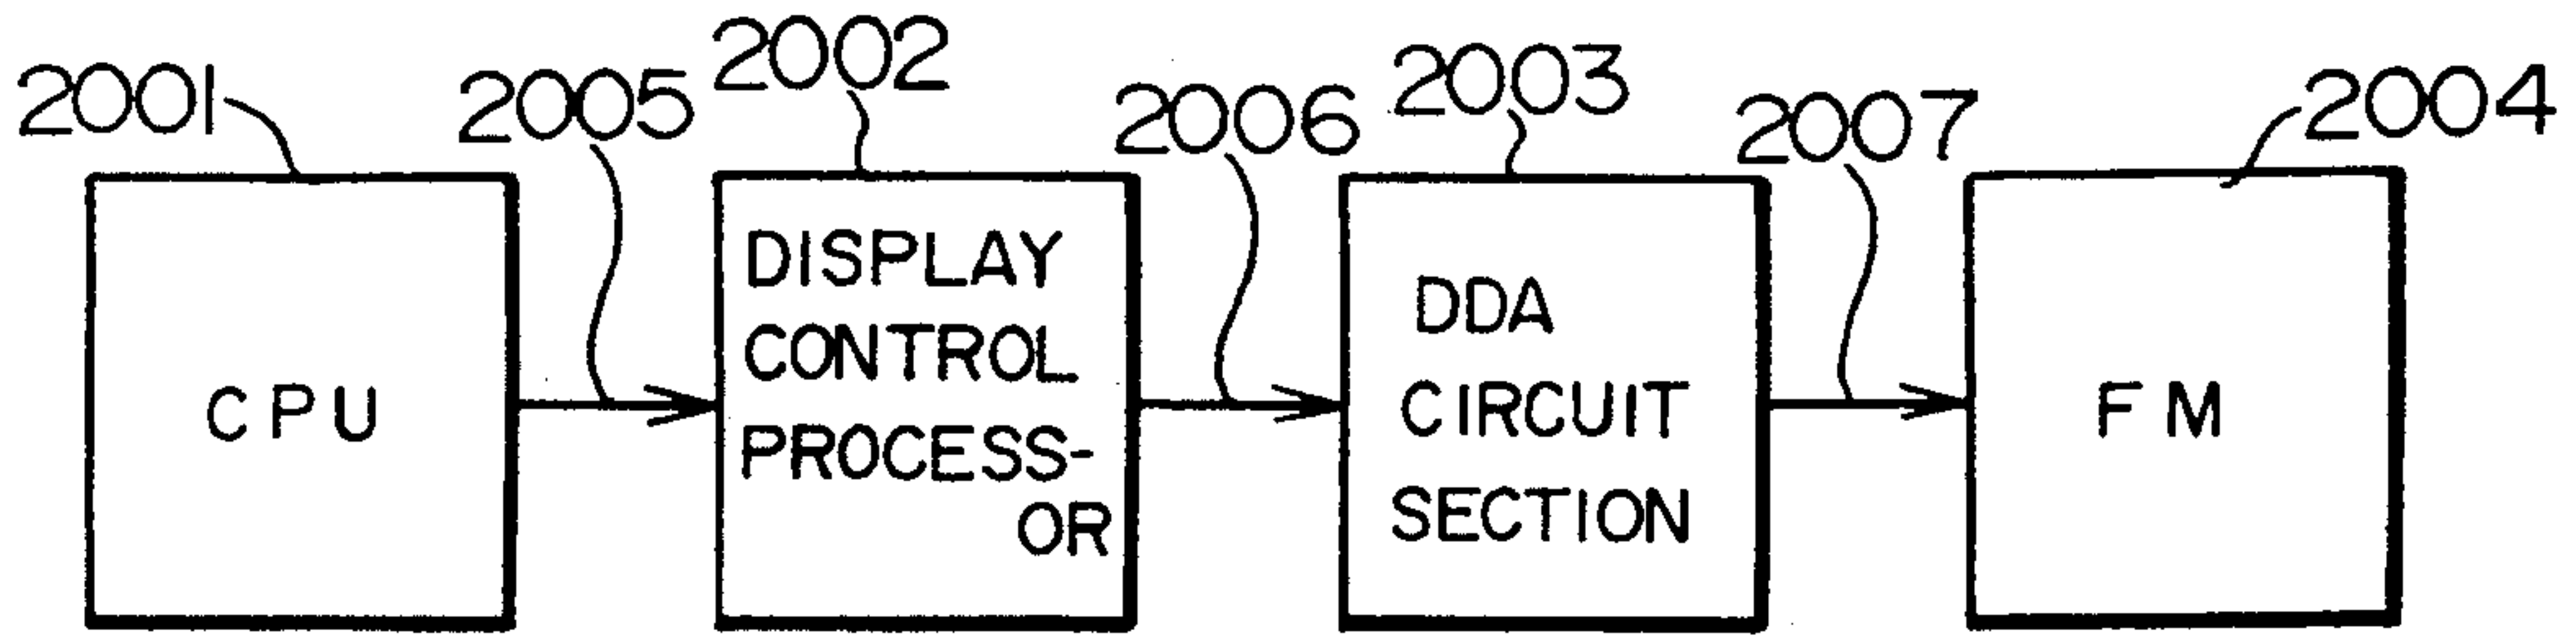 2001
2005
2002
2006
2003
2007
2004
CPU
DISPLAY
CONTROL
PROCESS-
OR
DDA
CIRCUIT
SECTION
FM